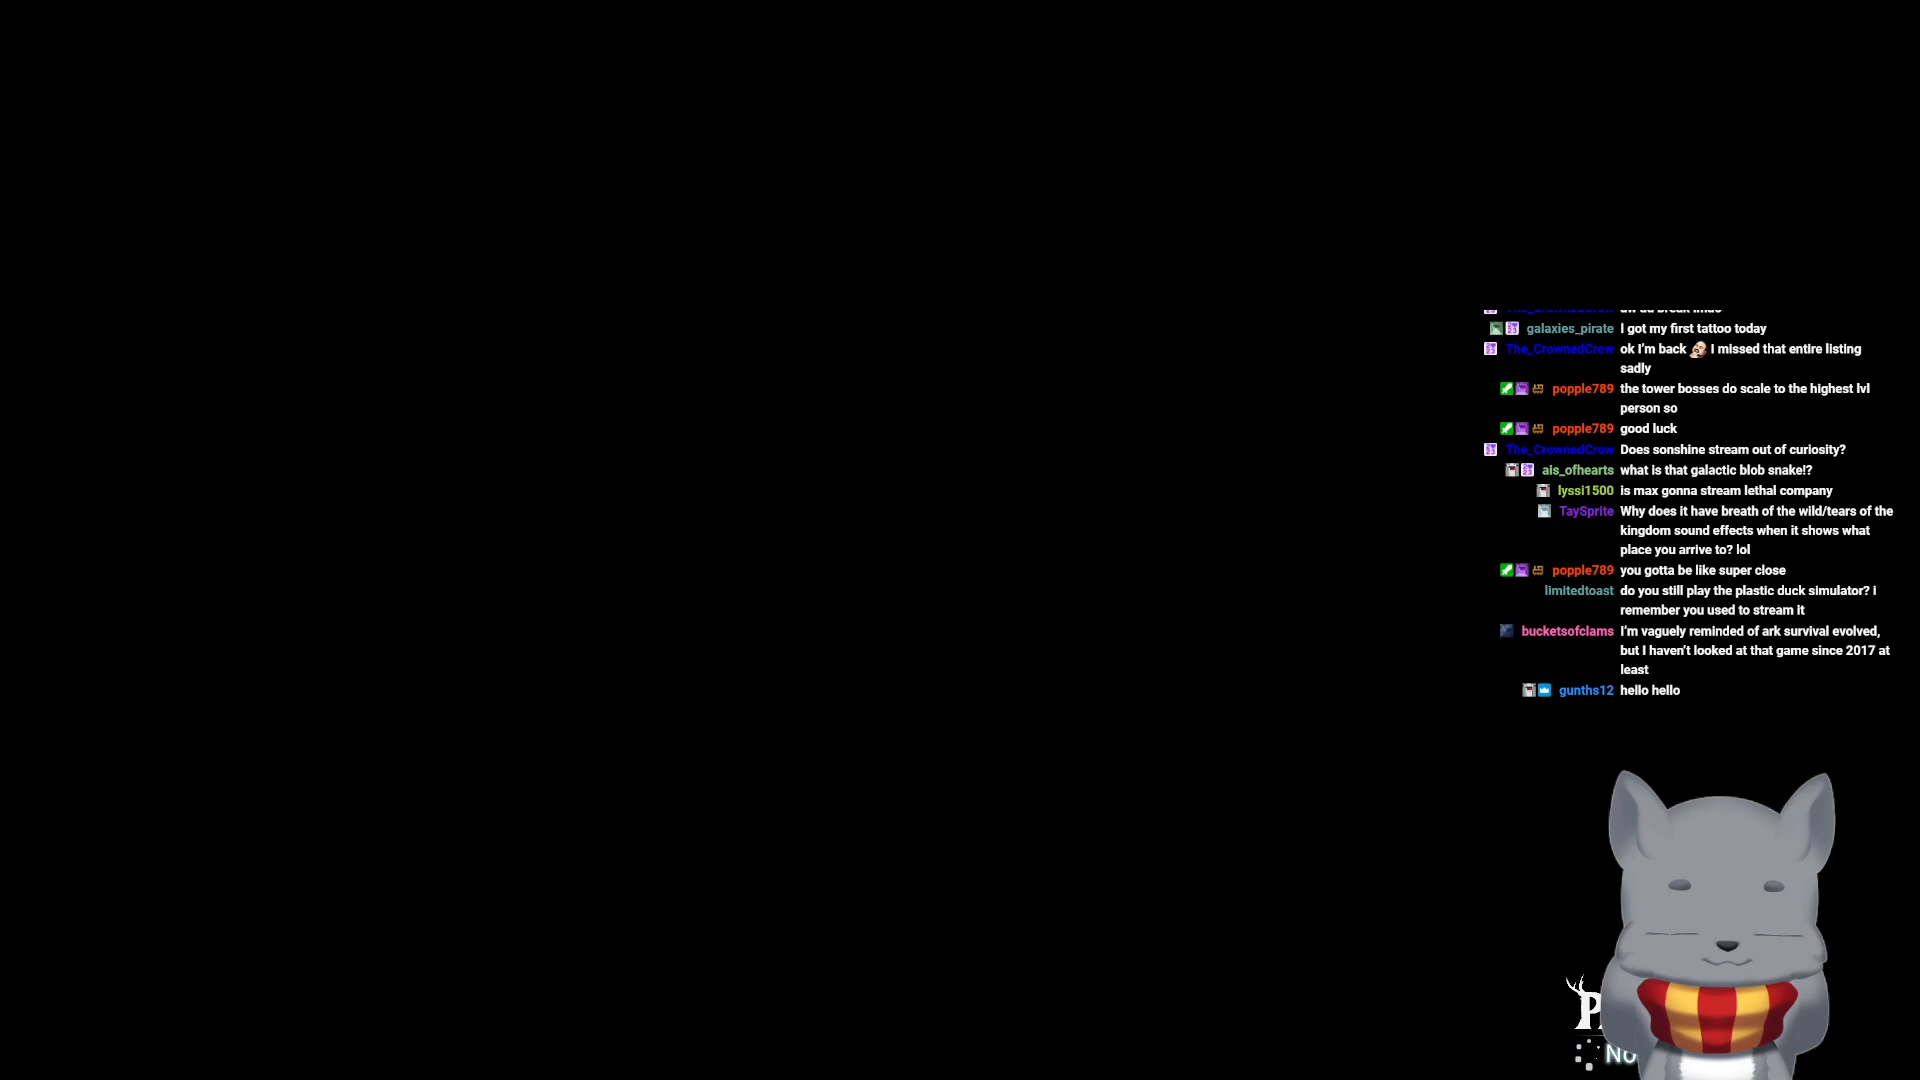 galaxies_pirate I got my first tattoo today
The_CrownedCrow ok I'm back I missed that entire listing
sadly
popple789 the tower bosses do scale to the highest lvl
person so
popple789 good luck
The_CrownedCrow Does sonshine stream out of curiosity?
ais_ofhearts what is that galactic blob snake!?
lyssi1500 is max gonna stream lethal company
TaySprite Why does it have breath of the wild/tears of the
kingdom sound effects when it shows what
place you arrive to? lol
popple789 you gotta be like super close
limitedtoast do you still play the plastic duck simulator? i
remember you used to stream it
bucketsofclams I'm vaguely reminded of ark survival evolved,
but I haven't looked at that game since 2017 at
least
gunths12 hello hello
P
No